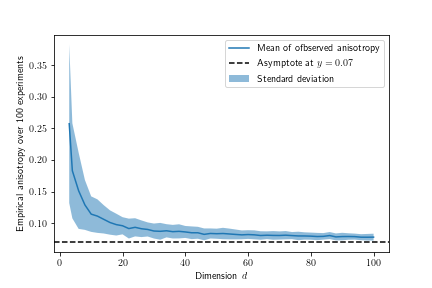 Mean of ofbserved anisotropy
Asymptote at y = 0.07
Standard deviation
Empirical anisotropy over 100 experiments
0.35
0.30
0.25
0.20
0.15
0.10
0 20 40 60 80 100
Dimension d